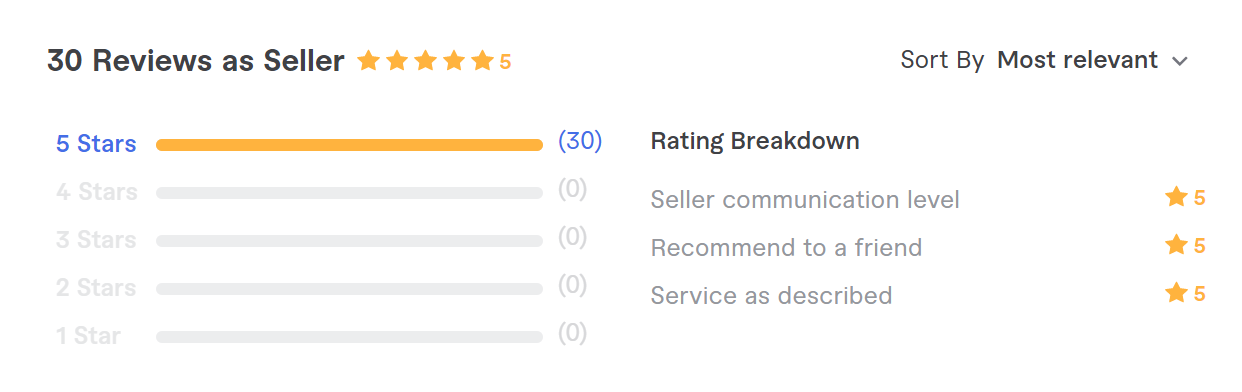 30 Reviews as Seller 5
Sort By Most relevant
5 Stars (30)
4 Stars (0)
3 Stars (0)
2 Stars (0)
1 Star (0)
Rating Breakdown
Seller communication level 5
Recommend to a friend 5
Service as described 5